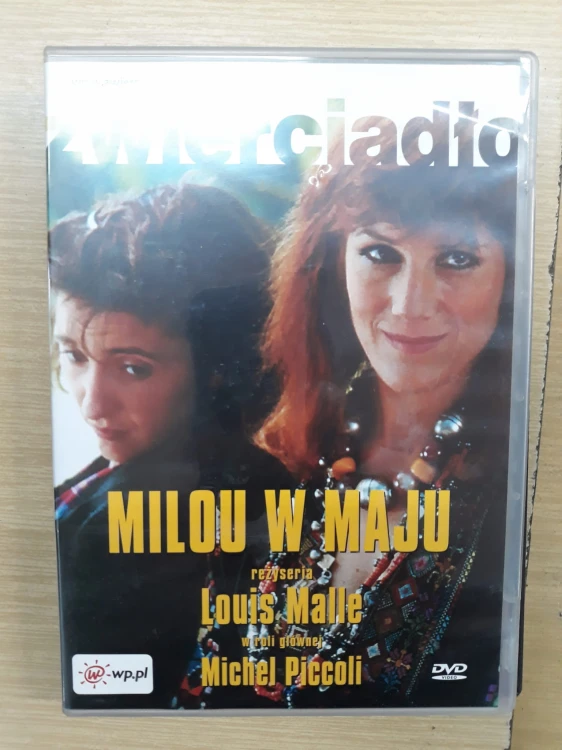 zwierciadło
MILOU W MAJU
reżyseria
Louis Malle
w roli głównej
Michel Piccoli
w wp.pl
DVD
VIDEO